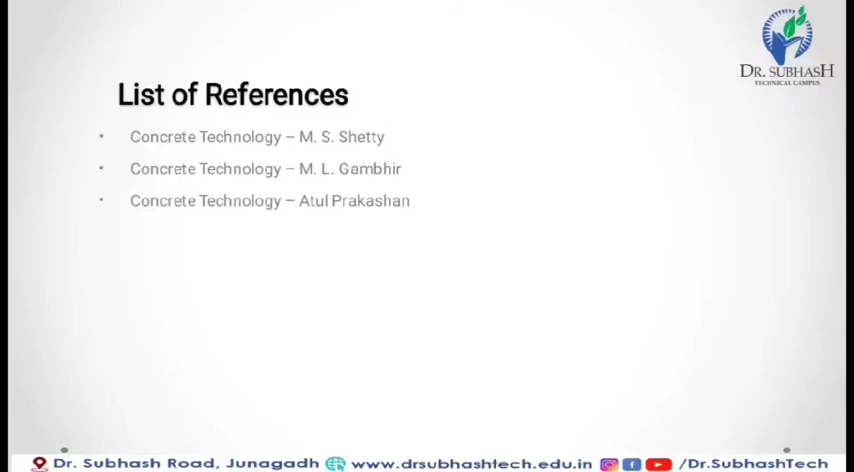 DR. SUBHASH
TECHNICAL CAMPUS
List of References
• Concrete Technology – M. S. Shetty
• Concrete Technology – M. L. Gambhir
• Concrete Technology – Atul Prakashan
Dr. Subhash Road, Junagadh www.drsubhashtech.edu.in /Dr.SubhashTech